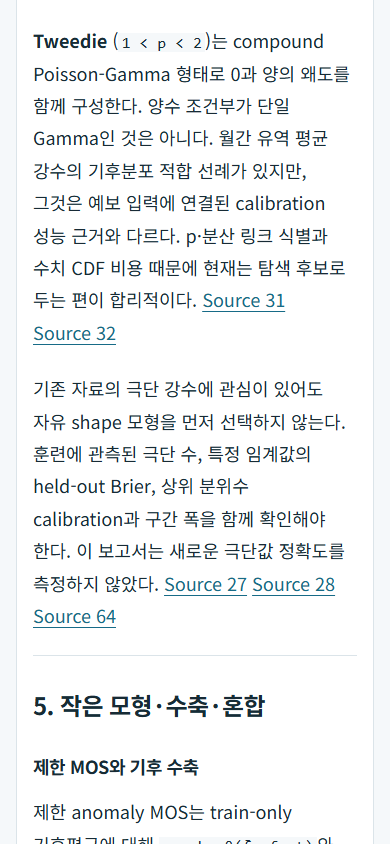 Tweedie (1 < p < 2)는 compound
Poisson-Gamma 형태로 0과 양의 왜도를
함께 구성한다. 양수 조건부가 단일
Gamma인 것은 아니다. 월간 유역 평균
강수의 기후분포 적합 선례가 있지만,
그것은 예보 입력에 연결된 calibration
성능 근거와 다르다. p·분산 링크 식별과
수치 CDF 비용 때문에 현재는 탐색 후보로
두는 편이 합리적이다. Source 31
Source 32
기존 자료의 극단 강수에 관심이 있어도
자유 shape 모형을 먼저 선택하지 않는다.
훈련에 관측된 극단 수, 특정 임계값의
held-out Brier, 상위 분위수
calibration과 구간 폭을 함께 확인해야
한다. 이 보고서는 새로운 극단값 정확도를
측정하지 않았다. Source 27 Source 28
Source 64
5. 작은 모형·수축·혼합
제한 MOS와 기후 수축
제한 anomaly MOS는 train-only